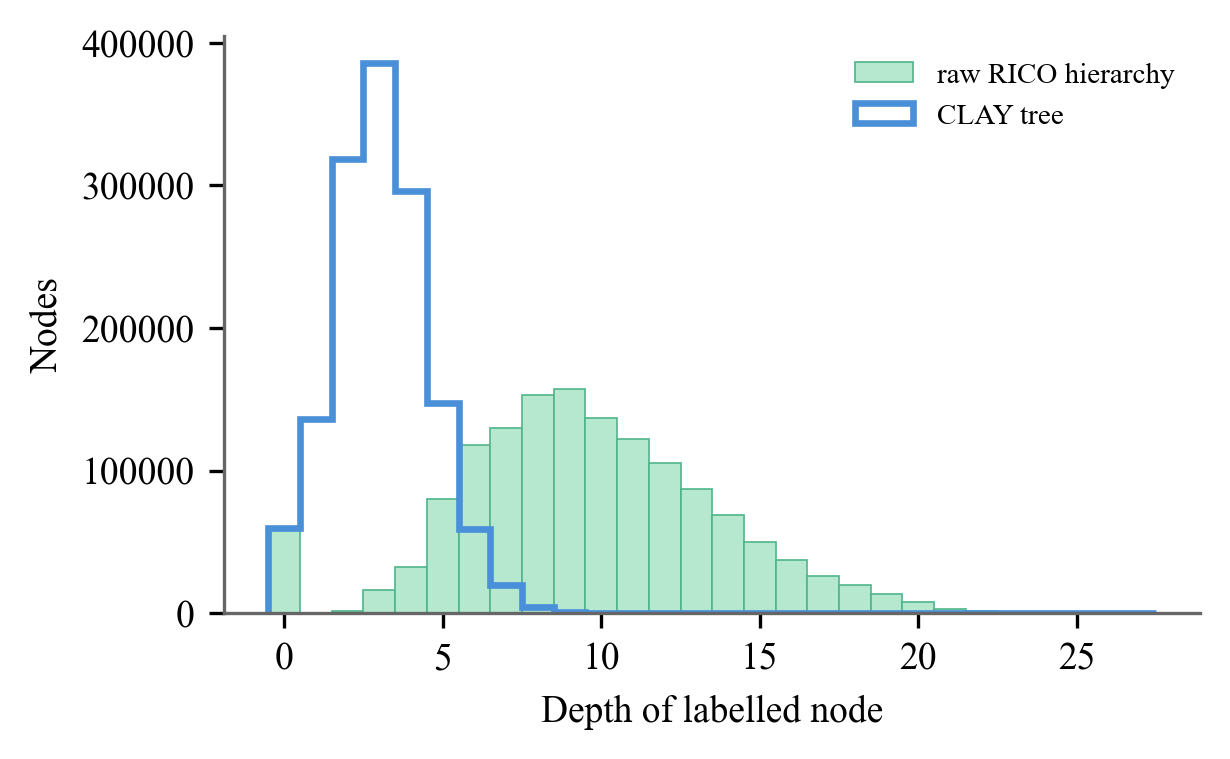 400000
300000
200000
100000
0
Nodes
raw RICO hierarchy
CLAY tree
0 5 10 15 20 25
Depth of labelled node